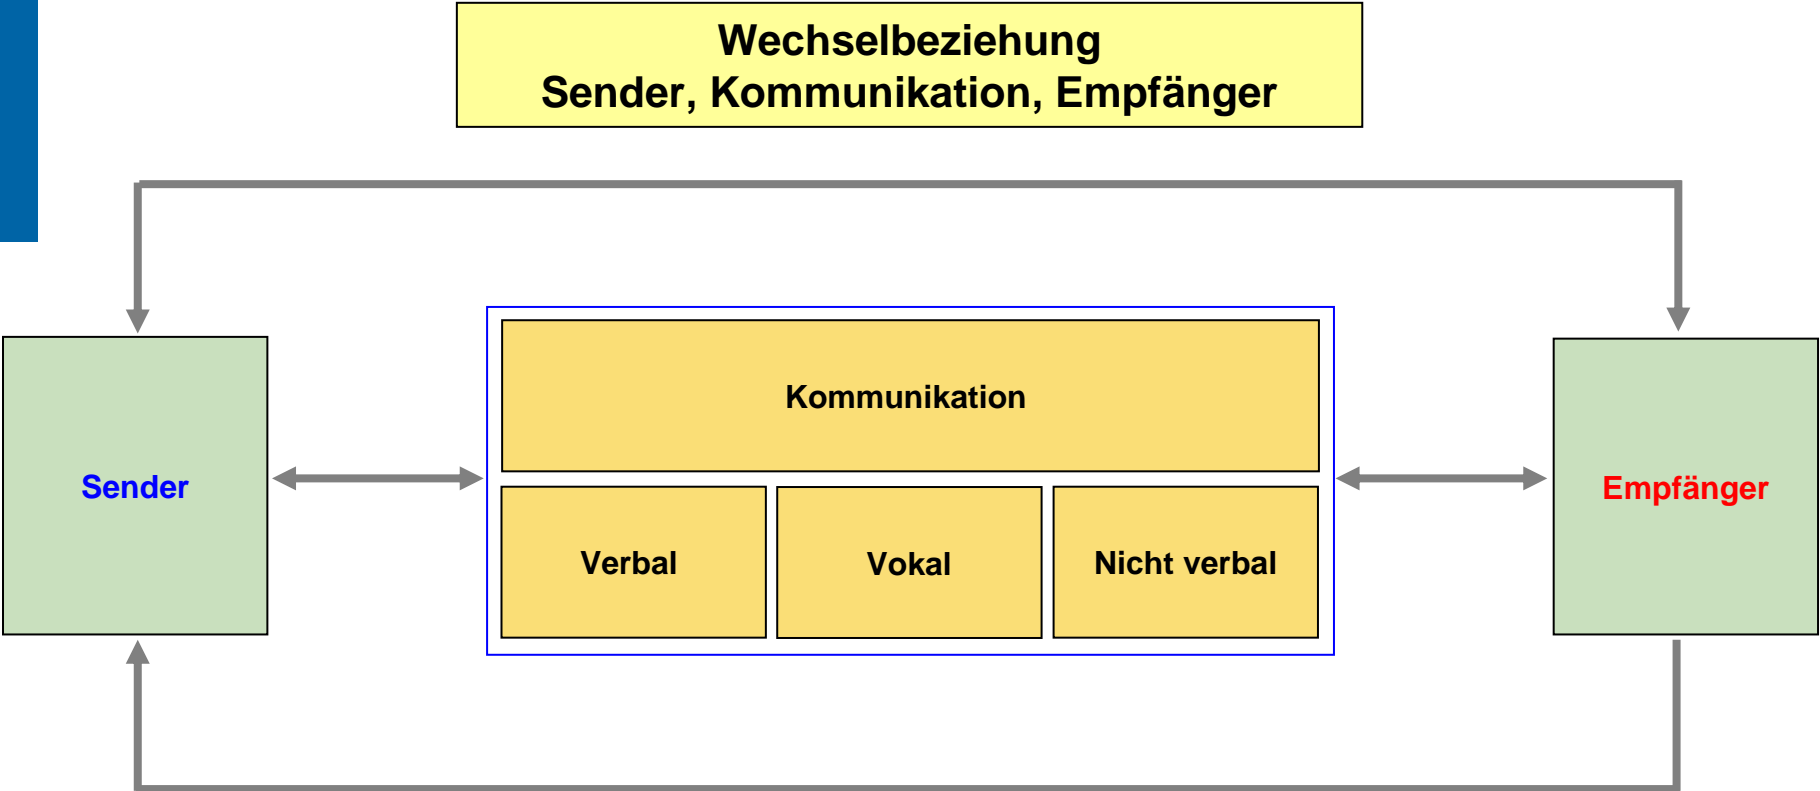 Wechselbeziehung
Sender, Kommunikation, Empfänger
Kommunikation
Sender
Empfänger
Verbal
Vokal
Nicht verbal